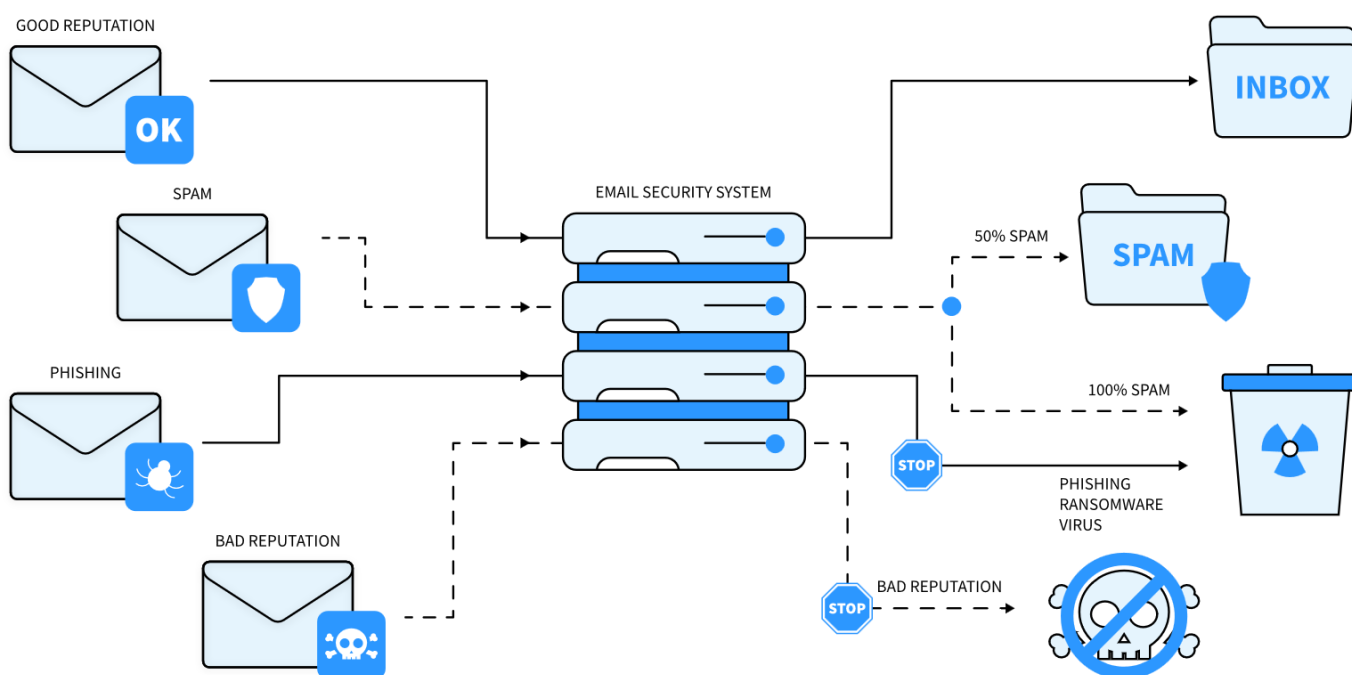 GOOD REPUTATION
OK
INBOX
SPAM
EMAIL SECURITY SYSTEM
50% SPAM
SPAM
PHISHING
100% SPAM
STOP
PHISHING
RANSOMWARE
VIRUS
BAD REPUTATION
STOP
BAD REPUTATION